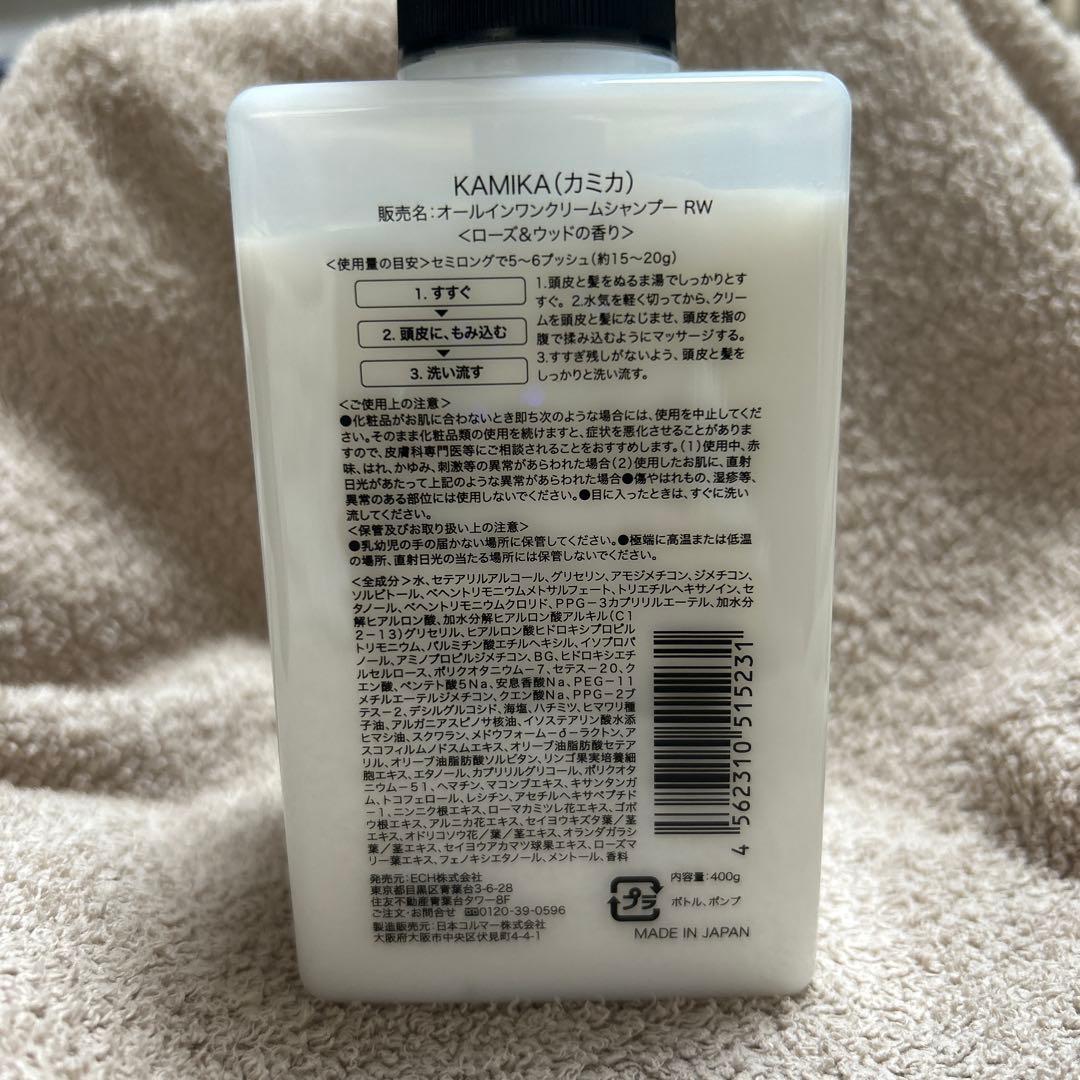 KAMIKA(カミカ)
販売名:オールインワンクリームシャンプー RW
<ローズ&ウッドの香り>
<使用量の目安>セミロングで5〜6プッシュ(約15〜20g)
1. すすぐ
2. 頭皮に、もみ込む
3. 洗い流す
1.頭皮と髪をぬるま湯でしっかりとす
すぐ。2.水気を軽く切ってから、クリー
ムを頭皮と髪になじませ、頭皮を指の
腹で揉み込むようにマッサージする。
3.すすぎ残しがないよう、頭皮と髪を
しっかりと洗い流す。
<ご使用上の注意>
●化粧品がお肌に合わないとき即ち次のような場合には、使用を中止してくだ
さい。そのまま化粧品類の使用を続けますと、症状を悪化させることがありま
すので、皮膚科専門医等にご相談されることをおすすめします。(1)使用中、赤
味、はれ、かゆみ、刺激等の異常があらわれた場合(2)使用したお肌に、直射
日光があたって上記のような異常があらわれた場合●傷やはれもの、湿疹等、
異常のある部位には使用しないでください。●目に入ったときは、すぐに洗い
流してください。
<保管及びお取り扱い上の注意>
●乳幼児の手の届かない場所に保管してください。●極端に高温または低温
の場所、直射日光の当たる場所には保管しないでください。
<全成分>水、セテアリルアルコール、グリセリン、アモジメチコン、ジメチコン、
ソルビトール、ベヘントリモニウムメトサルフェート、トリエチルヘキサノイン、セ
タノール、ベヘントリモニウムクロリド、PPG-3カプリリルエーテル、加水分
解ヒアルロン酸、加水分解ヒアルロン酸アルキル(C1
2-13)グリセリル、ヒアルロン酸ヒドロキシプロピル
トリモニウム、パルミチン酸エチルヘキシル、イソプロパ
ノール、アミノプロピルジメチコン、BG、ヒドロキシエチ
ルセルロース、ポリクオタニウム-7、セテス-20、ク
エン酸、ペンテト酸5Na、安息香酸Na、PEG-11
メチルエーテルジメチコン、クエン酸Na、PPG-2ブ
テス-2、デシルグルコシド、海塩、ハチミツ、ヒマワリ種
子油、アルガニアスピノサ核油、イソステアリン酸水添
ヒマシ油、スクワラン、メドウフォーム-δ-ラクトン、ア
スコフィルムノドスムエキス、オリーブ油脂肪酸セテア
リル、オリーブ油脂肪酸ソルビタン、リンゴ果実培養細
胞エキス、エタノール、カプリリルグリコール、ポリクオタ
ニウム-51、ヘマチン、マコンブエキス、キサンタンガ
ム、トコフェロール、レシチン、アセチルヘキサペプチド
-1、ニンニク根エキス、ローマカミツレ花エキス、ゴボ
ウ根エキス、アルニカ花エキス、セイヨウキズタ葉/茎
エキス、オドリコソウ花/葉/茎エキス、オランダガラシ
葉/茎エキス、セイヨウアカマツ球果エキス、ローズマ
リー葉エキス、フェノキシエタノール、メントール、香料
4 562310 515231
発売元:ECH株式会社
東京都目黒区青葉台3-6-28
住友不動産青葉台タワー8F
ご注文・お問合せ 0120-39-0596
製造販売元:日本コルマー株式会社
大阪府大阪市中央区伏見町4-4-1
プラ
内容量:400g
ボトル、ポンプ
MADE IN JAPAN